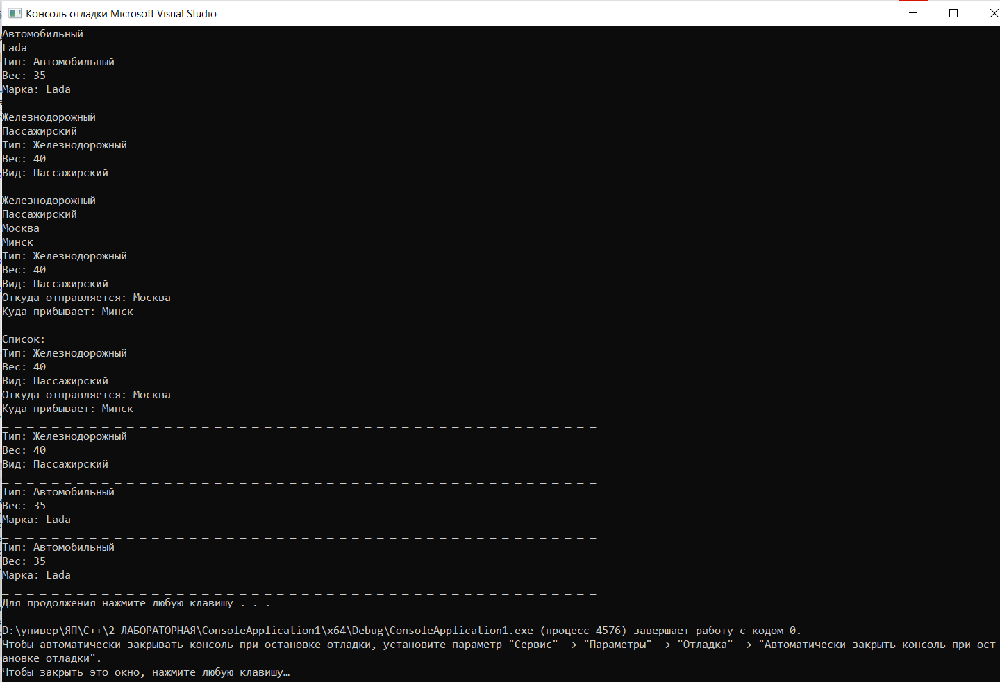 Консоль отладки Microsoft Visual Studio
Автомобильный
Lada
Тип: Автомобильный
Вес: 35
Марка: Lada
Железнодорожный
Пассажирский
Тип: Железнодорожный
Вес: 40
Вид: Пассажирский
Железнодорожный
Пассажирский
Москва
Минск
Тип: Железнодорожный
Вес: 40
Вид: Пассажирский
Откуда отправляется: Москва
Куда прибывает: Минск
Список:
Тип: Железнодорожный
Вес: 40
Вид: Пассажирский
Откуда отправляется: Москва
Куда прибывает: Минск
_ _ _ _ _ _ _ _ _ _ _ _ _ _ _ _ _ _ _ _ _ _ _ _ _ _ _ _ _ _ _ _ _ _ _ _ _ _ _ _ _ _ _ _ _ _ _ _
Тип: Железнодорожный
Вес: 40
Вид: Пассажирский
_ _ _ _ _ _ _ _ _ _ _ _ _ _ _ _ _ _ _ _ _ _ _ _ _ _ _ _ _ _ _ _ _ _ _ _ _ _ _ _ _ _ _ _ _ _ _ _
Тип: Автомобильный
Вес: 35
Марка: Lada
_ _ _ _ _ _ _ _ _ _ _ _ _ _ _ _ _ _ _ _ _ _ _ _ _ _ _ _ _ _ _ _ _ _ _ _ _ _ _ _ _ _ _ _ _ _ _ _
Тип: Автомобильный
Вес: 35
Марка: Lada
_ _ _ _ _ _ _ _ _ _ _ _ _ _ _ _ _ _ _ _ _ _ _ _ _ _ _ _ _ _ _ _ _ _ _ _ _ _ _ _ _ _ _ _ _ _ _ _
Для продолжения нажмите любую клавишу . . .
D:\универ\ЯП\C++\2 ЛАБОРАТОРНАЯ\ConsoleApplication1\x64\Debug\ConsoleApplication1.exe (процесс 4576) завершает работу с кодом 0.
Чтобы автоматически закрывать консоль при остановке отладки, установите параметр "Сервис" -> "Параметры" -> "Отладка" -> "Автоматически закрыть консоль при ост
ановке отладки".
Чтобы закрыть это окно, нажмите любую клавишу…